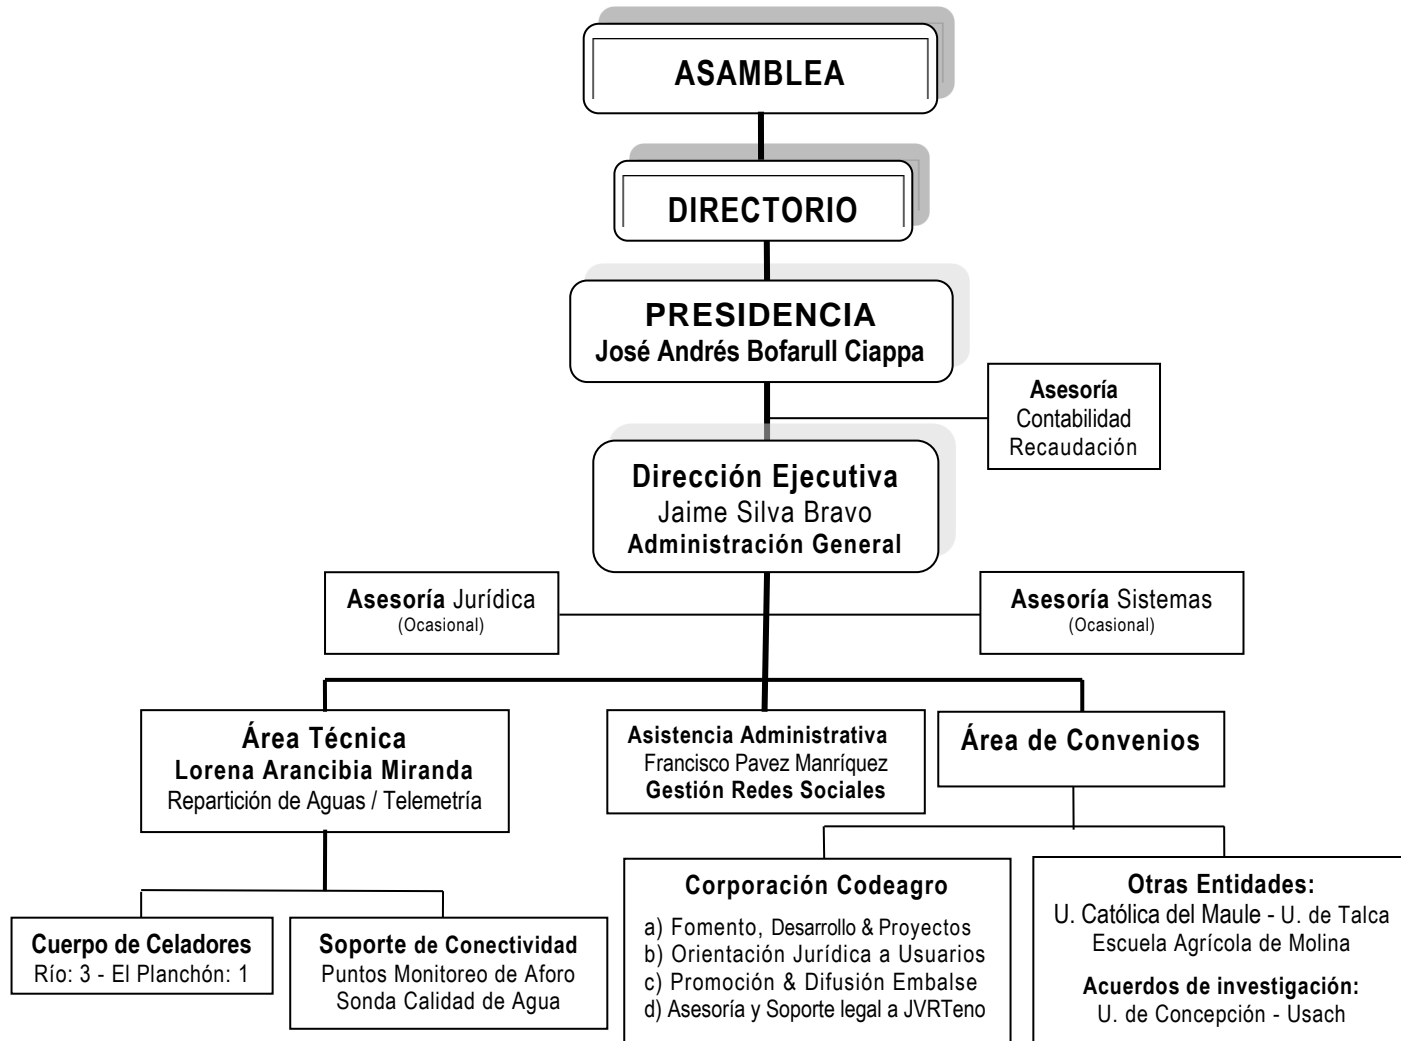 ASAMBLEA
DIRECTORIO
PRESIDENCIA
José Andrés Bofarull Ciappa
Asesoría
Contabilidad
Recaudación
Dirección Ejecutiva
Jaime Silva Bravo
Administración General
Asesoría Jurídica
(Ocasional)
Asesoría Sistemas
(Ocasional)
Área Técnica
Lorena Arancibia Miranda
Repartición de Aguas / Telemetría
Asistencia Administrativa
Francisco Pavez Manríquez
Gestión Redes Sociales
Área de Convenios
Cuerpo de Celadores
Río: 3 - El Planchón: 1
Soporte de Conectividad
Puntos Monitoreo de Aforo
Sonda Calidad de Agua
Corporación Codeagro
a) Fomento, Desarrollo & Proyectos
b) Orientación Jurídica a Usuarios
c) Promoción & Difusión Embalse
d) Asesoría y Soporte legal a JVRTeno
Otras Entidades:
U. Católica del Maule - U. de Talca
Escuela Agrícola de Molina
Acuerdos de investigación:
U. de Concepción - Usach